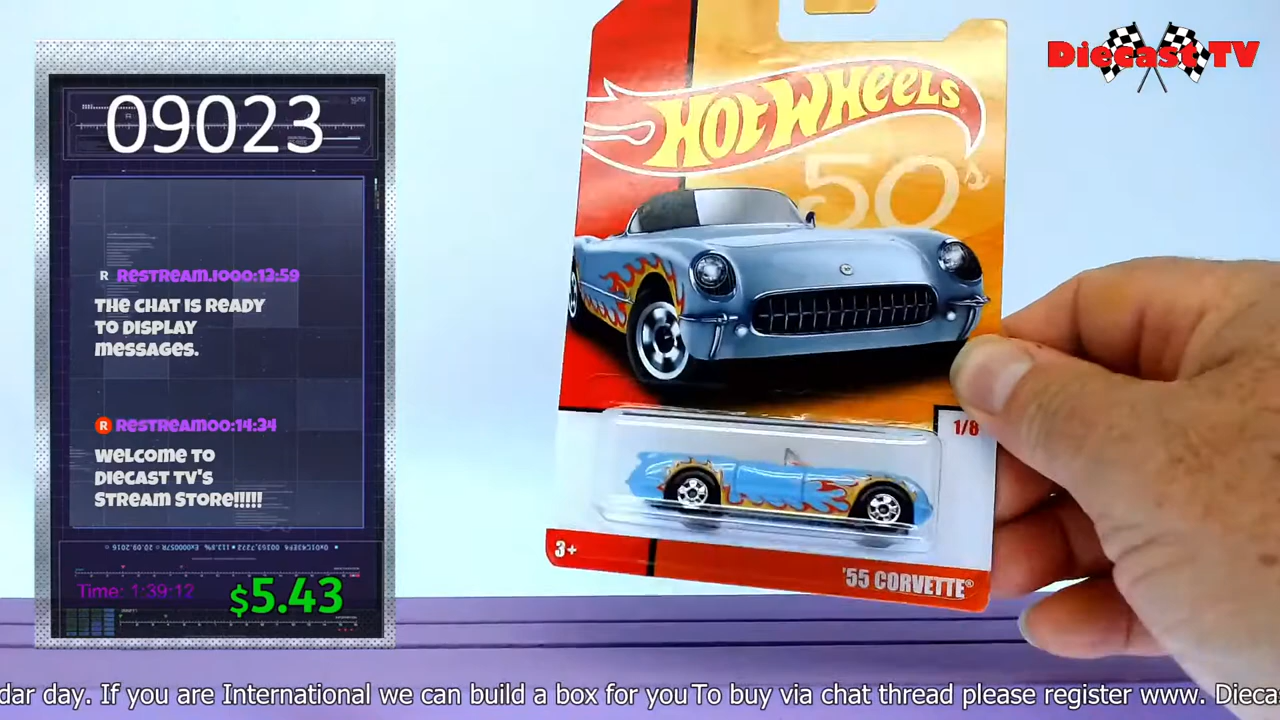 09023
R Restream.io00:13:59
THE CHAT IS READY
TO DISPLAY
MESSAGES.
R Restream00:14:34
WELCOME TO
DIECAST TV'S
STREAM STORE!!!!!
Time: 1:39:12
$5.43
HOT WHEELS
50's
1/8
3+
'55 CORVETTE®
Diecast TV
dar day. If you are International we can build a box for you To buy via chat thread please register www. Dieca